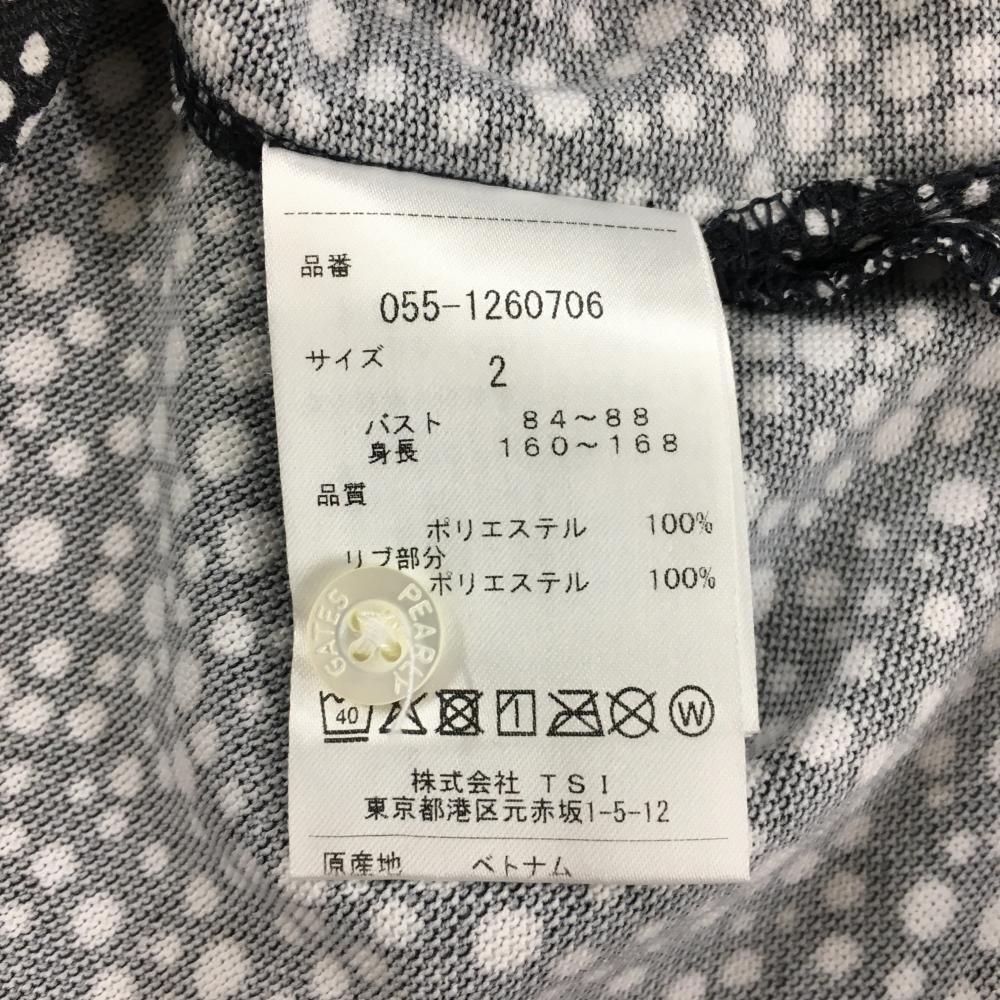 品番
055-1260706
サイズ 2
バスト 84～88
身長 160～168
品質
ポリエステル 100%
リブ部分
ポリエステル 100%
PEARLY GATES
40 W
株式会社 TSI
東京都港区元赤坂1-5-12
原産地 ベトナム